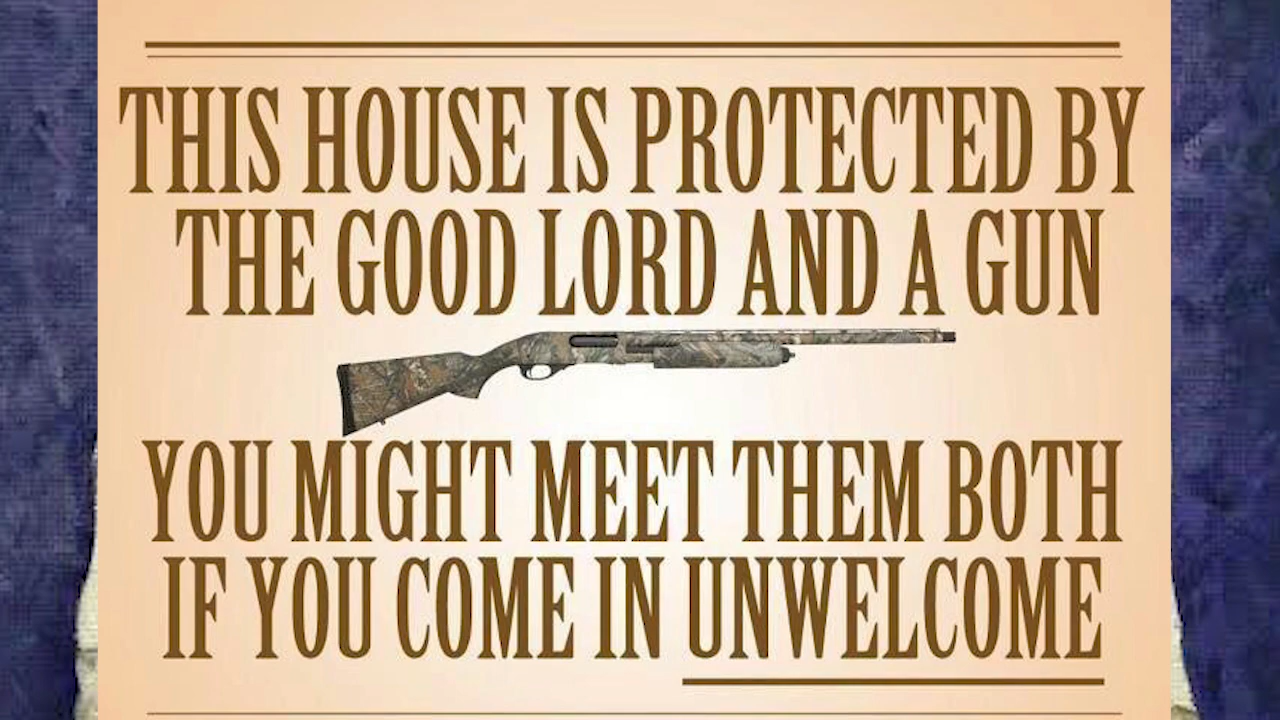 THIS HOUSE IS PROTECTED BY
THE GOOD LORD AND A GUN
YOU MIGHT MEET THEM BOTH
IF YOU COME IN UNWELCOME